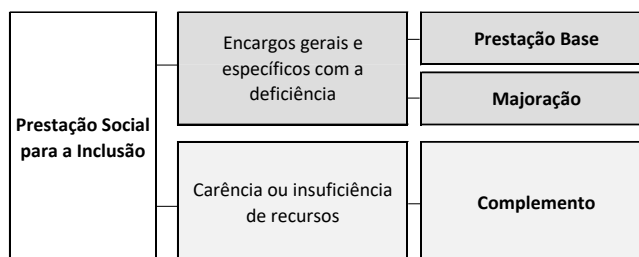 Prestação Social
para a Inclusão
Encargos gerais e
específicos com a
deficiência
Prestação Base
Majoração
Carência ou insuficiência
de recursos
Complemento